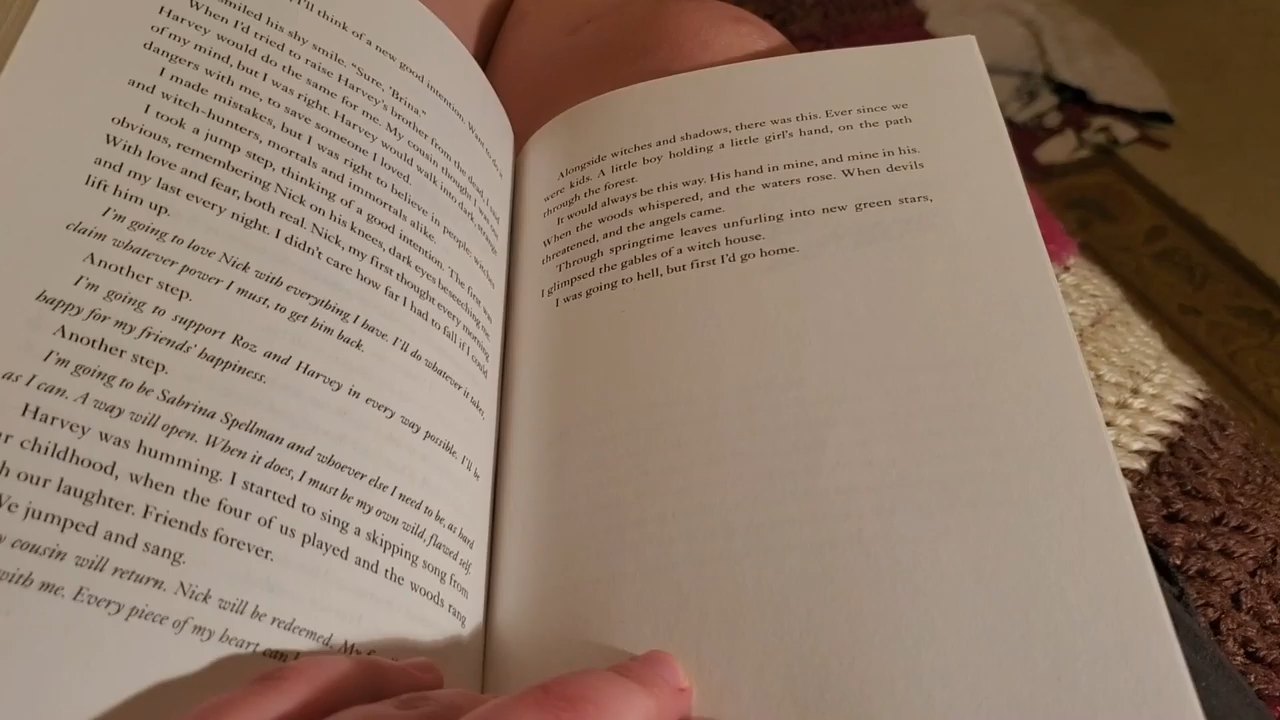 I'll think of a new good intention. Want to
smiled his shy smile. “Sure, ’Brina.”
When I'd tried to raise Harvey's brother from the dead, I
Harvey would do the same for me. My cousin thought I was
of my mind, but I was right. Harvey would walk into dark, strange
dangers with me, to save someone I loved.
I made mistakes, but I was right to believe in people: witches
and witch-hunters, mortals and immortals alike.
I took a jump step, thinking of a good intention. The first was
obvious, remembering Nick on his knees, dark eyes beseeching me.
With love and fear, both real. Nick, my first thought every morning
and my last every night. I didn't care how far I had to fall if I could
lift him up.
I'm going to love Nick with everything I have. I'll do whatever it takes,
claim whatever power I must, to get him back.
Another step.
I'm going to support Roz and Harvey in every way possible. I'll be
happy for my friends' happiness.
Another step.
I'm going to be Sabrina Spellman and whoever else I need to be, as hard
as I can. A way will open. When it does, I must be my own wild, flawed self.
Harvey was humming. I started to sing a skipping song from
childhood, when the four of us played and the woods rang
our laughter. Friends forever.
We jumped and sang.
cousin will return. Nick will be redeemed. My
with me. Every piece of my heart can
Alongside witches and shadows, there was this. Ever since we
were kids. A little boy holding a little girl's hand, on the path
through the forest.
It would always be this way. His hand in mine, and mine in his.
When the woods whispered, and the waters rose. When devils
threatened, and the angels came.
Through springtime leaves unfurling into new green stars,
I glimpsed the gables of a witch house.
I was going to hell, but first I'd go home.